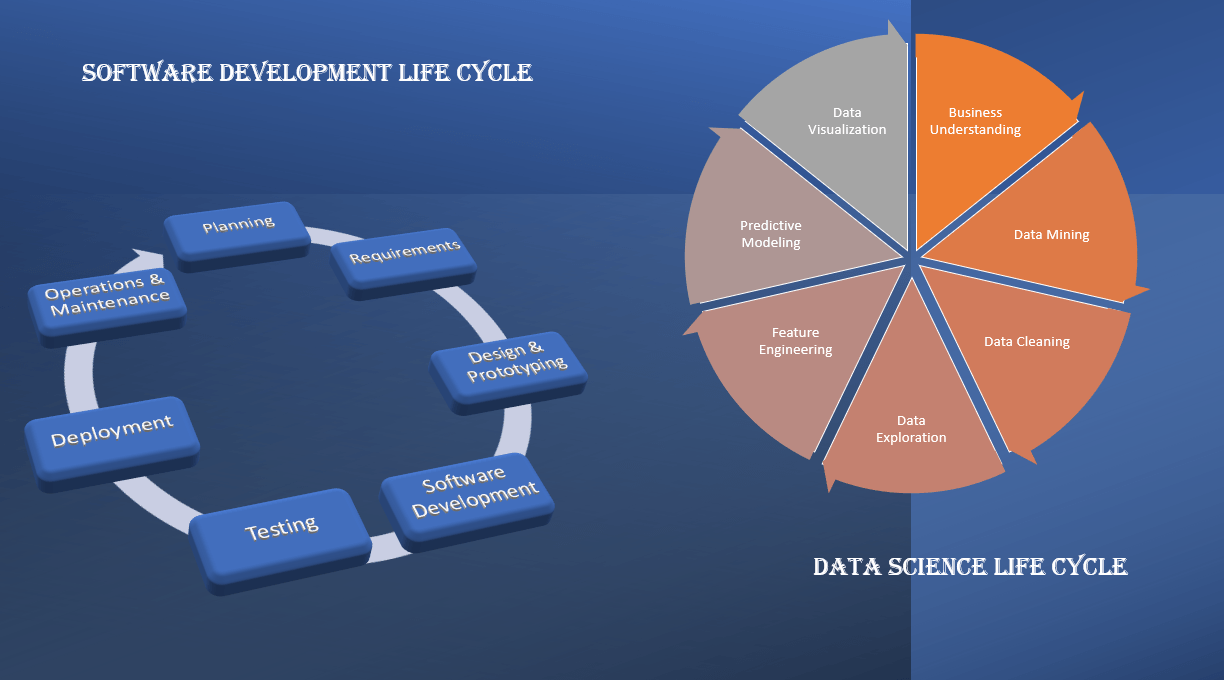 SOFTWARE DEVELOPMENT LIFE CYCLE
Planning
Requirements
Design &
Prototyping
Software
Development
Testing
Deployment
Operations &
Maintenance
Business
Understanding
Data Mining
Data Cleaning
Data
Exploration
Feature
Engineering
Predictive
Modeling
Data
Visualization
DATA SCIENCE LIFE CYCLE